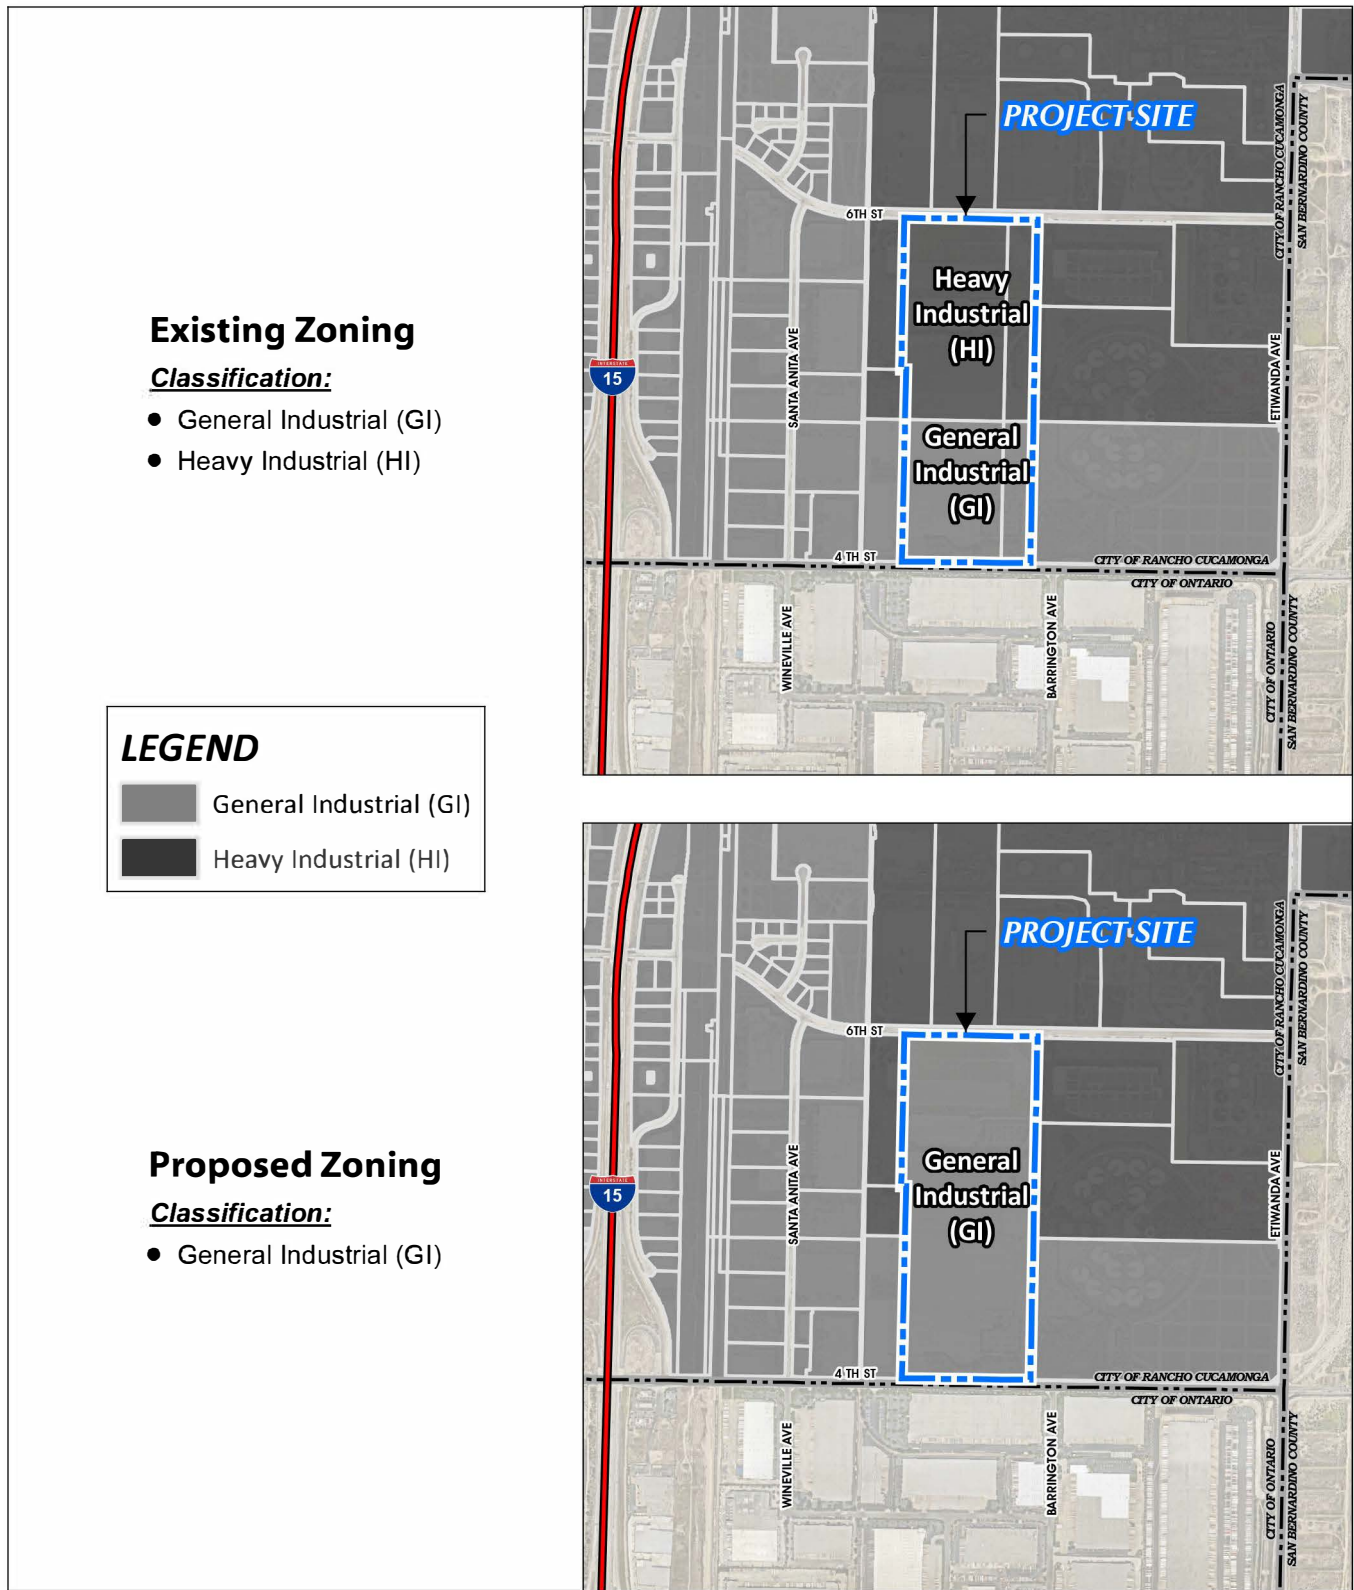 Existing Zoning
Classification:
• General Industrial (GI)
• Heavy Industrial (HI)
LEGEND
General Industrial (GI)
Heavy Industrial (HI)
Proposed Zoning
Classification:
• General Industrial (GI)
PROJECT SITE
6TH ST
Heavy
Industrial
(HI)
General
Industrial
(GI)
SANTA ANITA AVE
ETIWANDA AVE
INTERSTATE
15
4 TH ST
CITY OF RANCHO CUCAMONGA
CITY OF ONTARIO
CITY OF RANCHO CUCAMONGA
SAN BERNARDINO COUNTY
WINEVILLE AVE
BARRINGTON AVE
CITY OF ONTARIO
SAN BERNARDINO COUNTY
PROJECT SITE
6TH ST
General
Industrial
(GI)
SANTA ANITA AVE
ETIWANDA AVE
INTERSTATE
15
4 TH ST
CITY OF RANCHO CUCAMONGA
CITY OF ONTARIO
CITY OF RANCHO CUCAMONGA
SAN BERNARDINO COUNTY
WINEVILLE AVE
BARRINGTON AVE
CITY OF ONTARIO
SAN BERNARDINO COUNTY